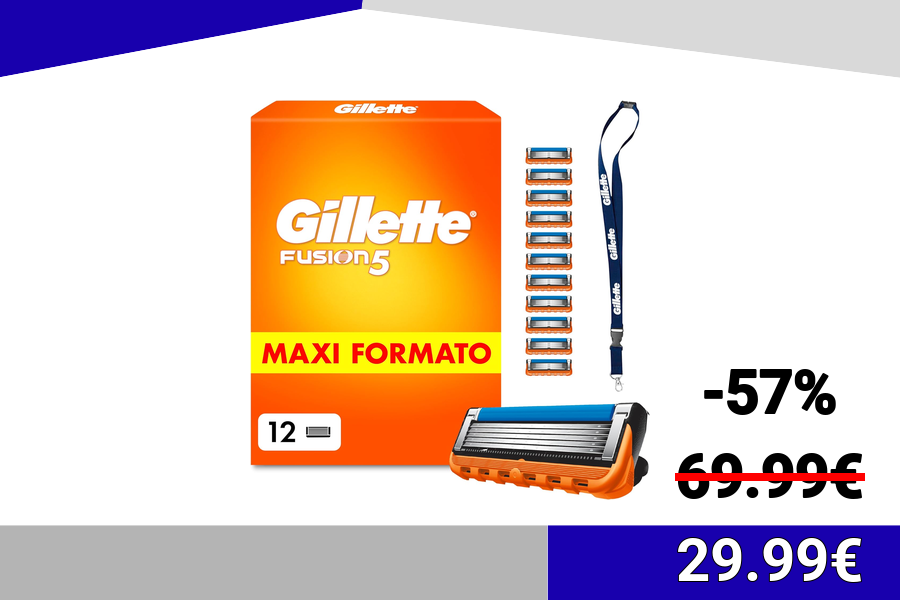 Gillette
Gillette®
FUSION5
MAXI FORMATO
12
Gillette
Gillette
Gillette
-57%
69.99€
29.99€